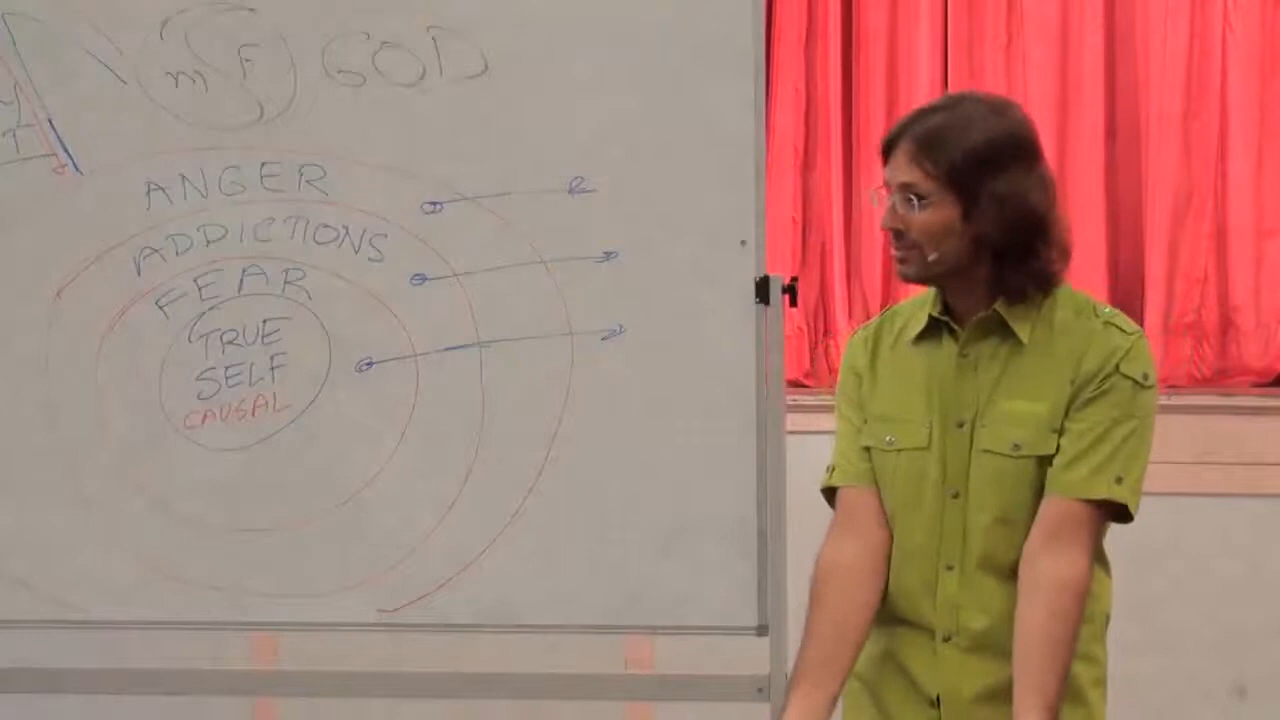 m F GOD
Y
T
ANGER
ADDICTIONS
FEAR
TRUE
SELF
CAUSAL